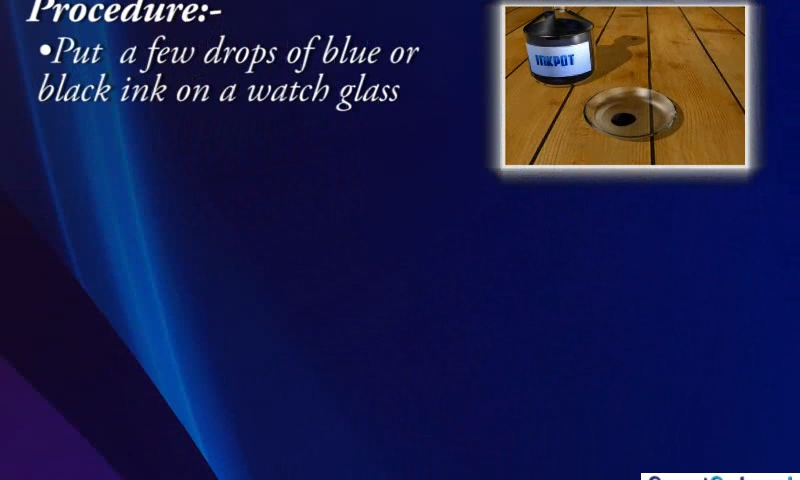 Procedure:-
•Put a few drops of blue or
black ink on a watch glass
INKPOT